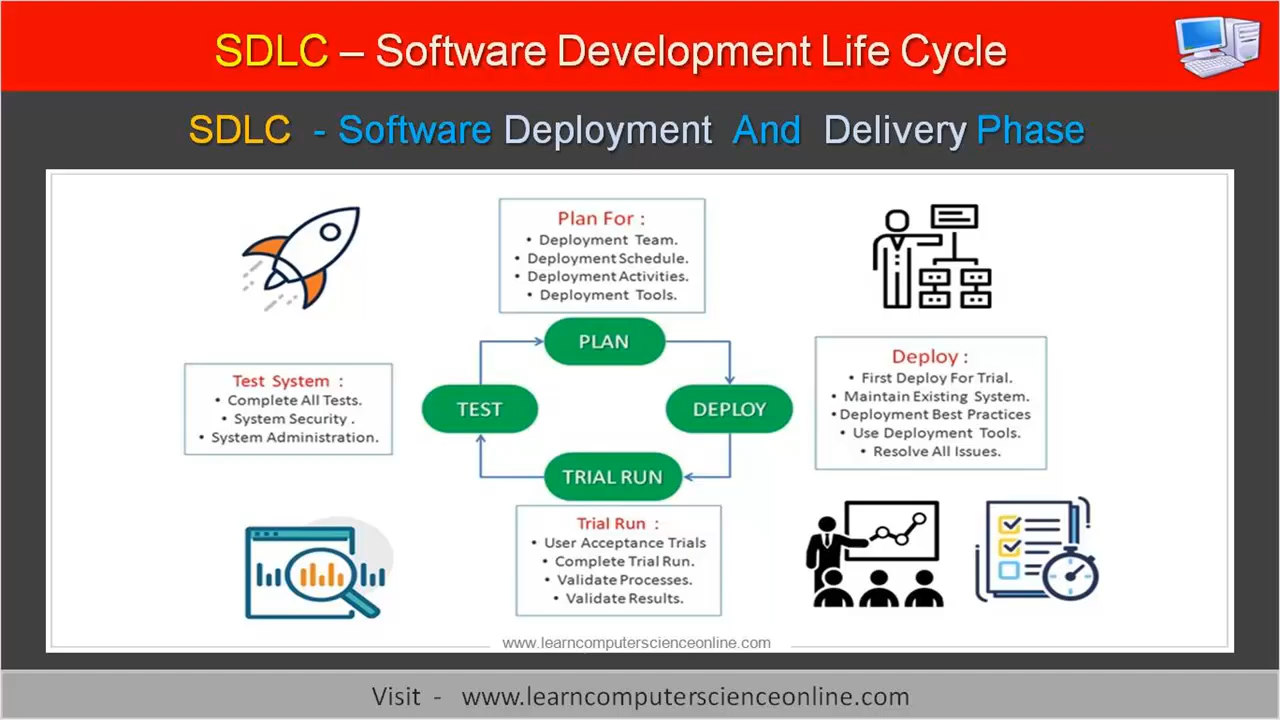 SDLC – Software Development Life Cycle
SDLC - Software Deployment And Delivery Phase
Plan For :
• Deployment Team.
• Deployment Schedule.
• Deployment Activities.
• Deployment Tools.
PLAN
Test System :
• Complete All Tests.
• System Security .
• System Administration.
TEST
DEPLOY
Deploy :
• First Deploy For Trial.
• Maintain Existing System.
• Deployment Best Practices
• Use Deployment Tools.
• Resolve All Issues.
TRIAL RUN
Trial Run :
• User Acceptance Trials
• Complete Trial Run.
• Validate Processes.
• Validate Results.
www.learncomputerscienceonline.com
Visit - www.learncomputerscienceonline.com